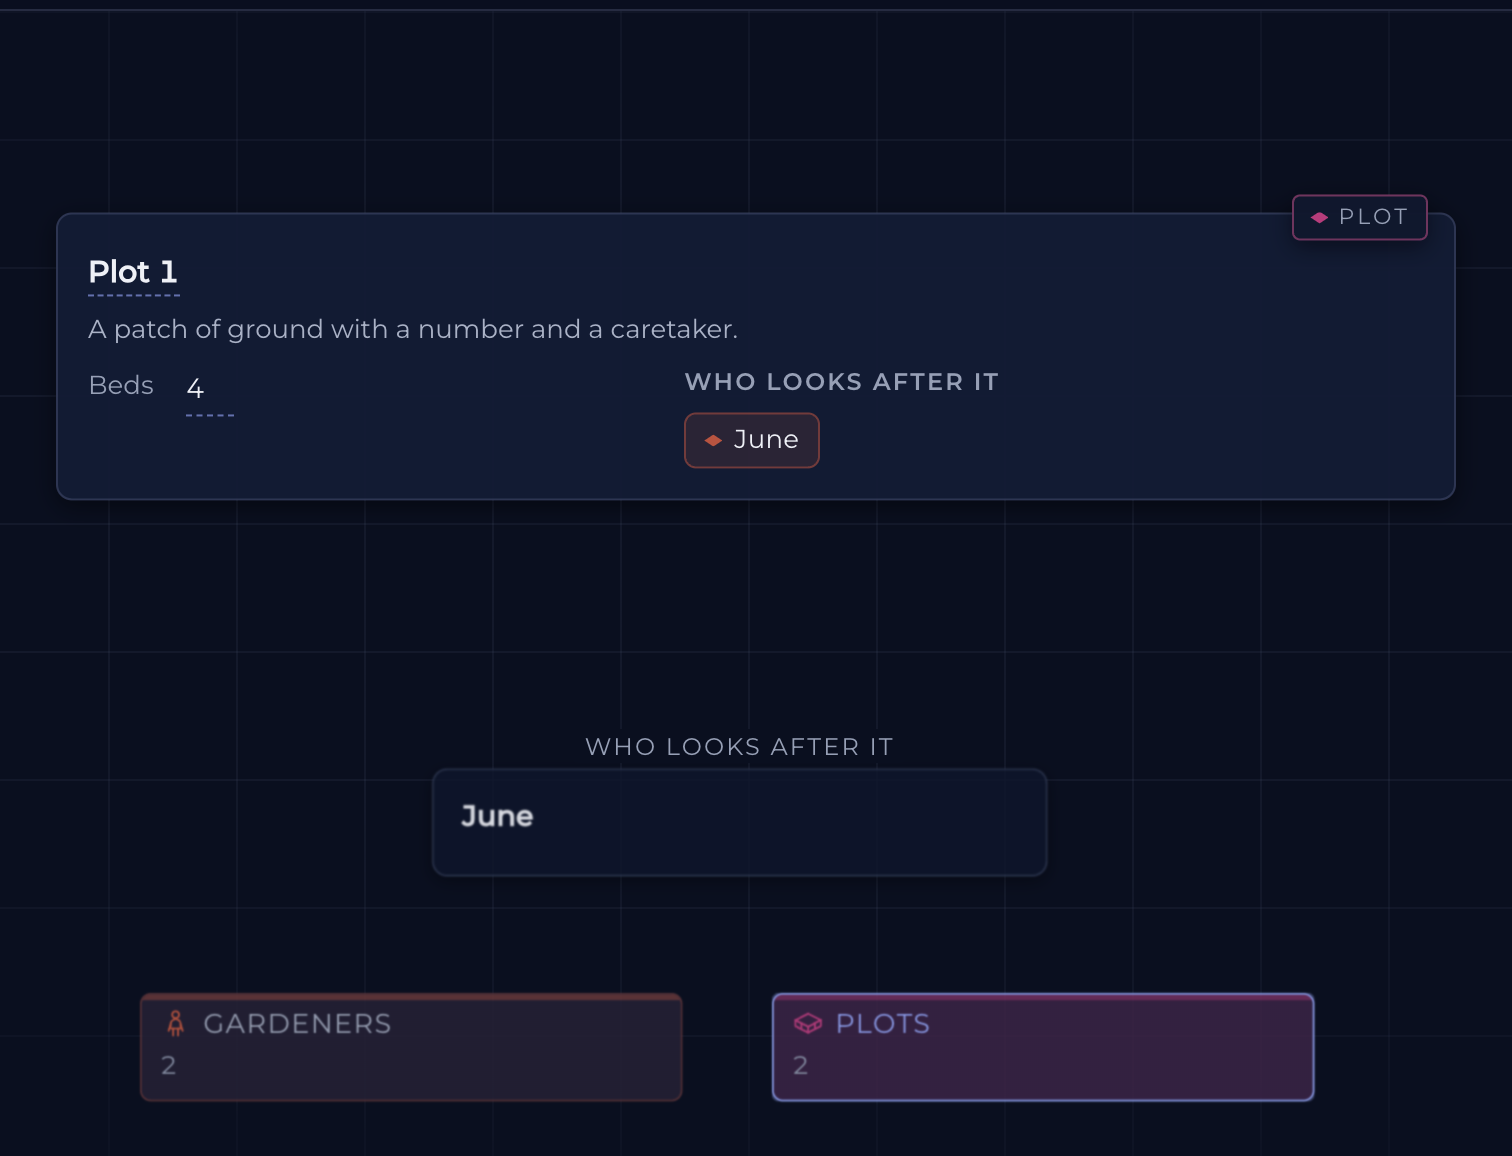 PLOT
Plot 1
A patch of ground with a number and a caretaker.
Beds 4
WHO LOOKS AFTER IT
June
WHO LOOKS AFTER IT
June
GARDENERS
2
PLOTS
2